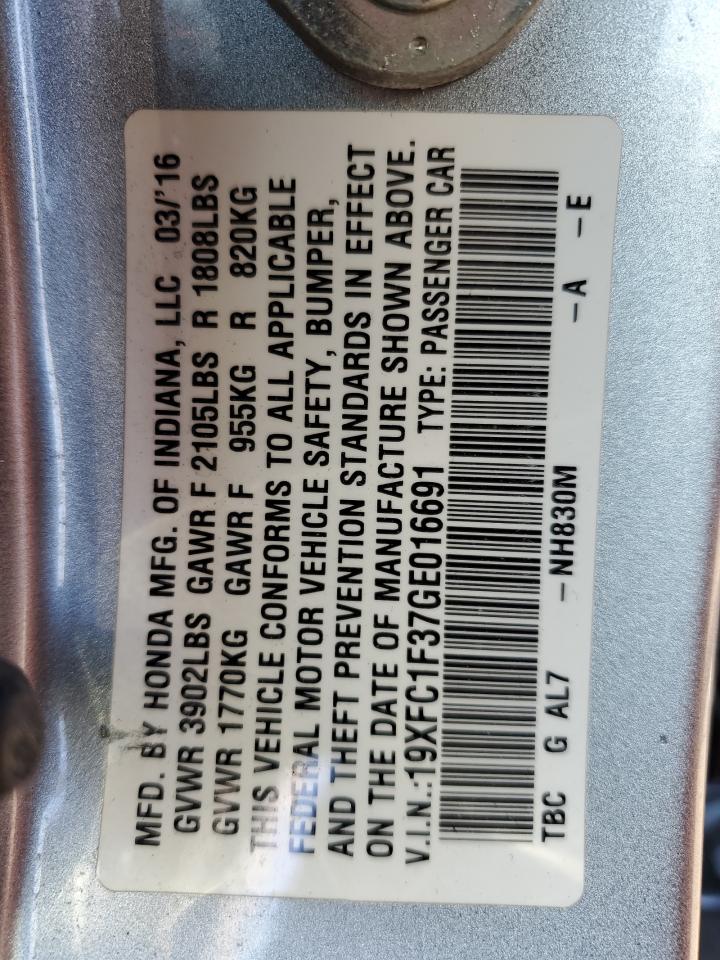 MFD. BY HONDA MFG. OF INDIANA, LLC 03/'16
GVWR 3902LBS GAWR F 2105LBS R 1808LBS
GVWR 1770KG GAWR F 955KG R 820KG
THIS VEHICLE CONFORMS TO ALL APPLICABLE
FEDERAL MOTOR VEHICLE SAFETY, BUMPER,
AND THEFT PREVENTION STANDARDS IN EFFECT
ON THE DATE OF MANUFACTURE SHOWN ABOVE.
V.I.N.:19XFC1F37GE016691 TYPE: PASSENGER CAR
TBC G AL7 -NH830M -A -E